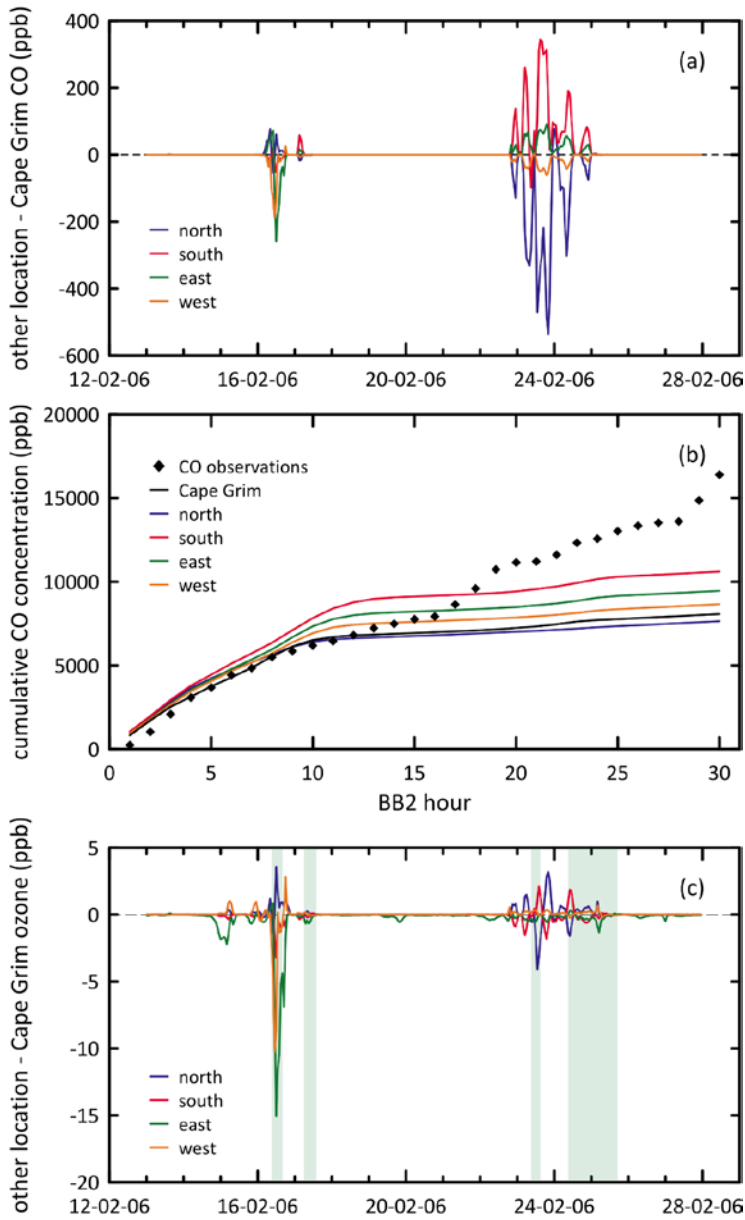 other location - Cape Grim CO (ppb)
400
200
0
-200
-400
-600
(a)
north
south
east
west
12-02-06 16-02-06 20-02-06 24-02-06 28-02-06
cumulative CO concentration (ppb)
20000
15000
10000
5000
0
(b)
CO observations
Cape Grim
north
south
east
west
0 5 10 15 20 25 30
BB2 hour
other location - Cape Grim ozone (ppb)
5
0
-5
-10
-15
-20
(c)
north
south
east
west
12-02-06 16-02-06 20-02-06 24-02-06 28-02-06